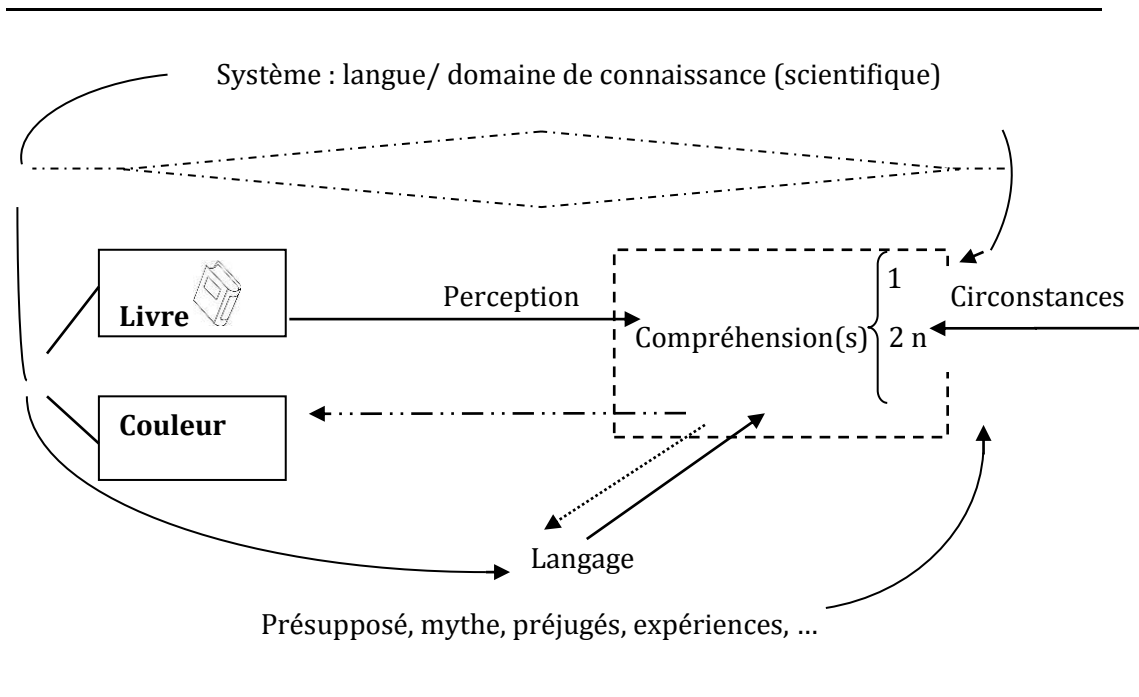 Système : langue/ domaine de connaissance (scientifique)
Livre
Perception
Compréhension(s)
1
2 n
Circonstances
Couleur
Langage
Présupposé, mythe, préjugés, expériences, …